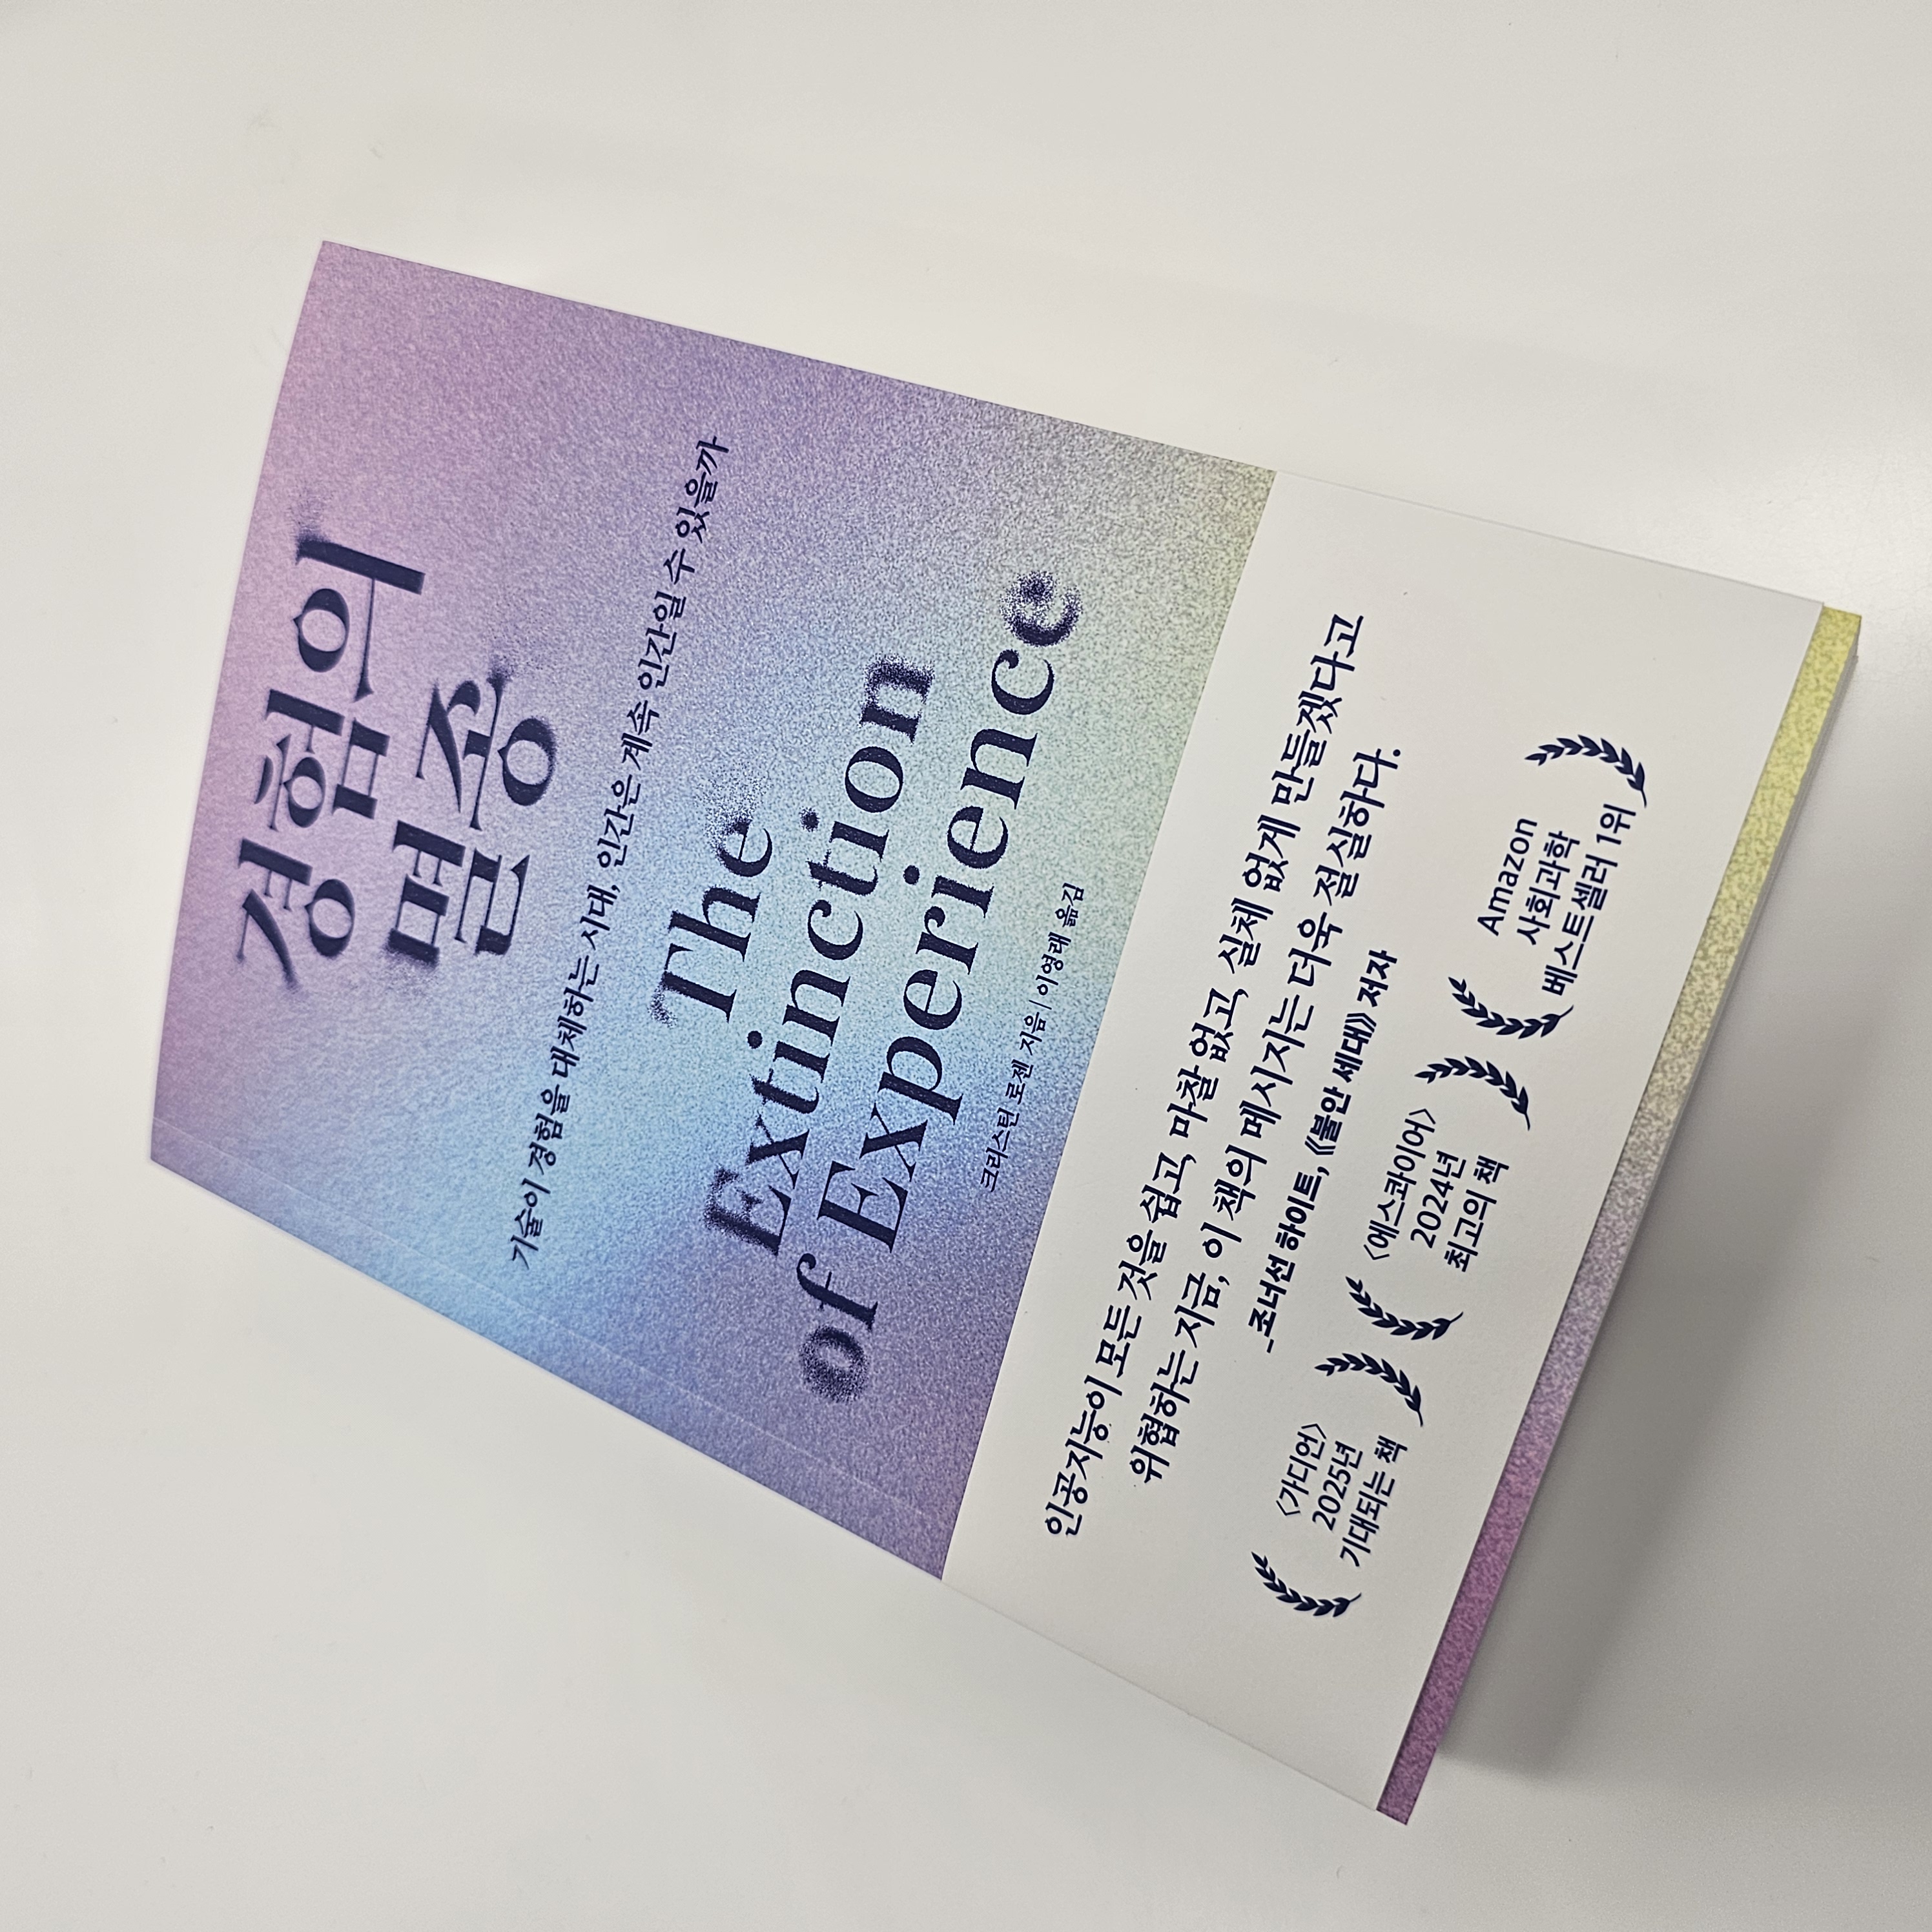 경험의
멸종
기술이 경험을 대체하는 시대, 인간은 계속 인간일 수 있을까
The
Extinction
of Experience
크리스틴 로젠 지음 | 이영래 옮김
인공지능이 모든 것을 쉽고, 마찰 없고, 실체 없게 만들겠다고
위협하는 지금, 이 책의 메시지는 더욱 절실하다.
_조너선 하이트, 《불안 세대》 저자
〈가디언〉
2025년
기대되는 책
〈에스콰이어〉
2024년
최고의 책
Amazon
사회과학
베스트셀러 1위